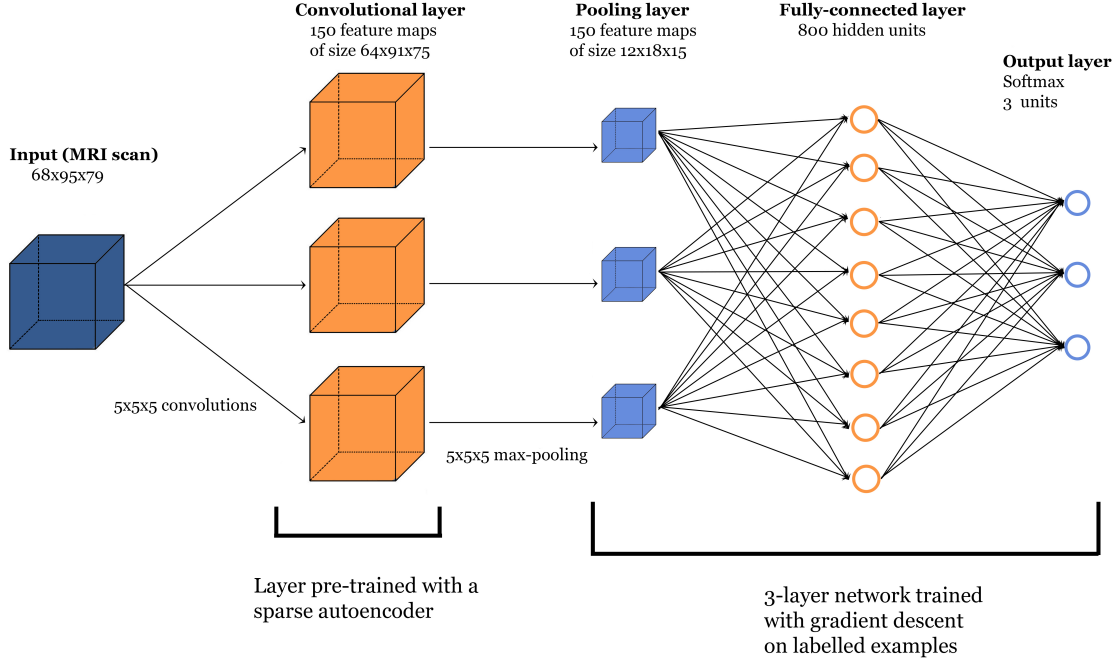 Convolutional layer
150 feature maps
of size 64x91x75
Pooling layer
150 feature maps
of size 12x18x15
Fully-connected layer
800 hidden units
Output layer
Softmax
3 units
Input (MRI scan)
68x95x79
5x5x5 convolutions
5x5x5 max-pooling
Layer pre-trained with a
sparse autoencoder
3-layer network trained
with gradient descent
on labelled examples